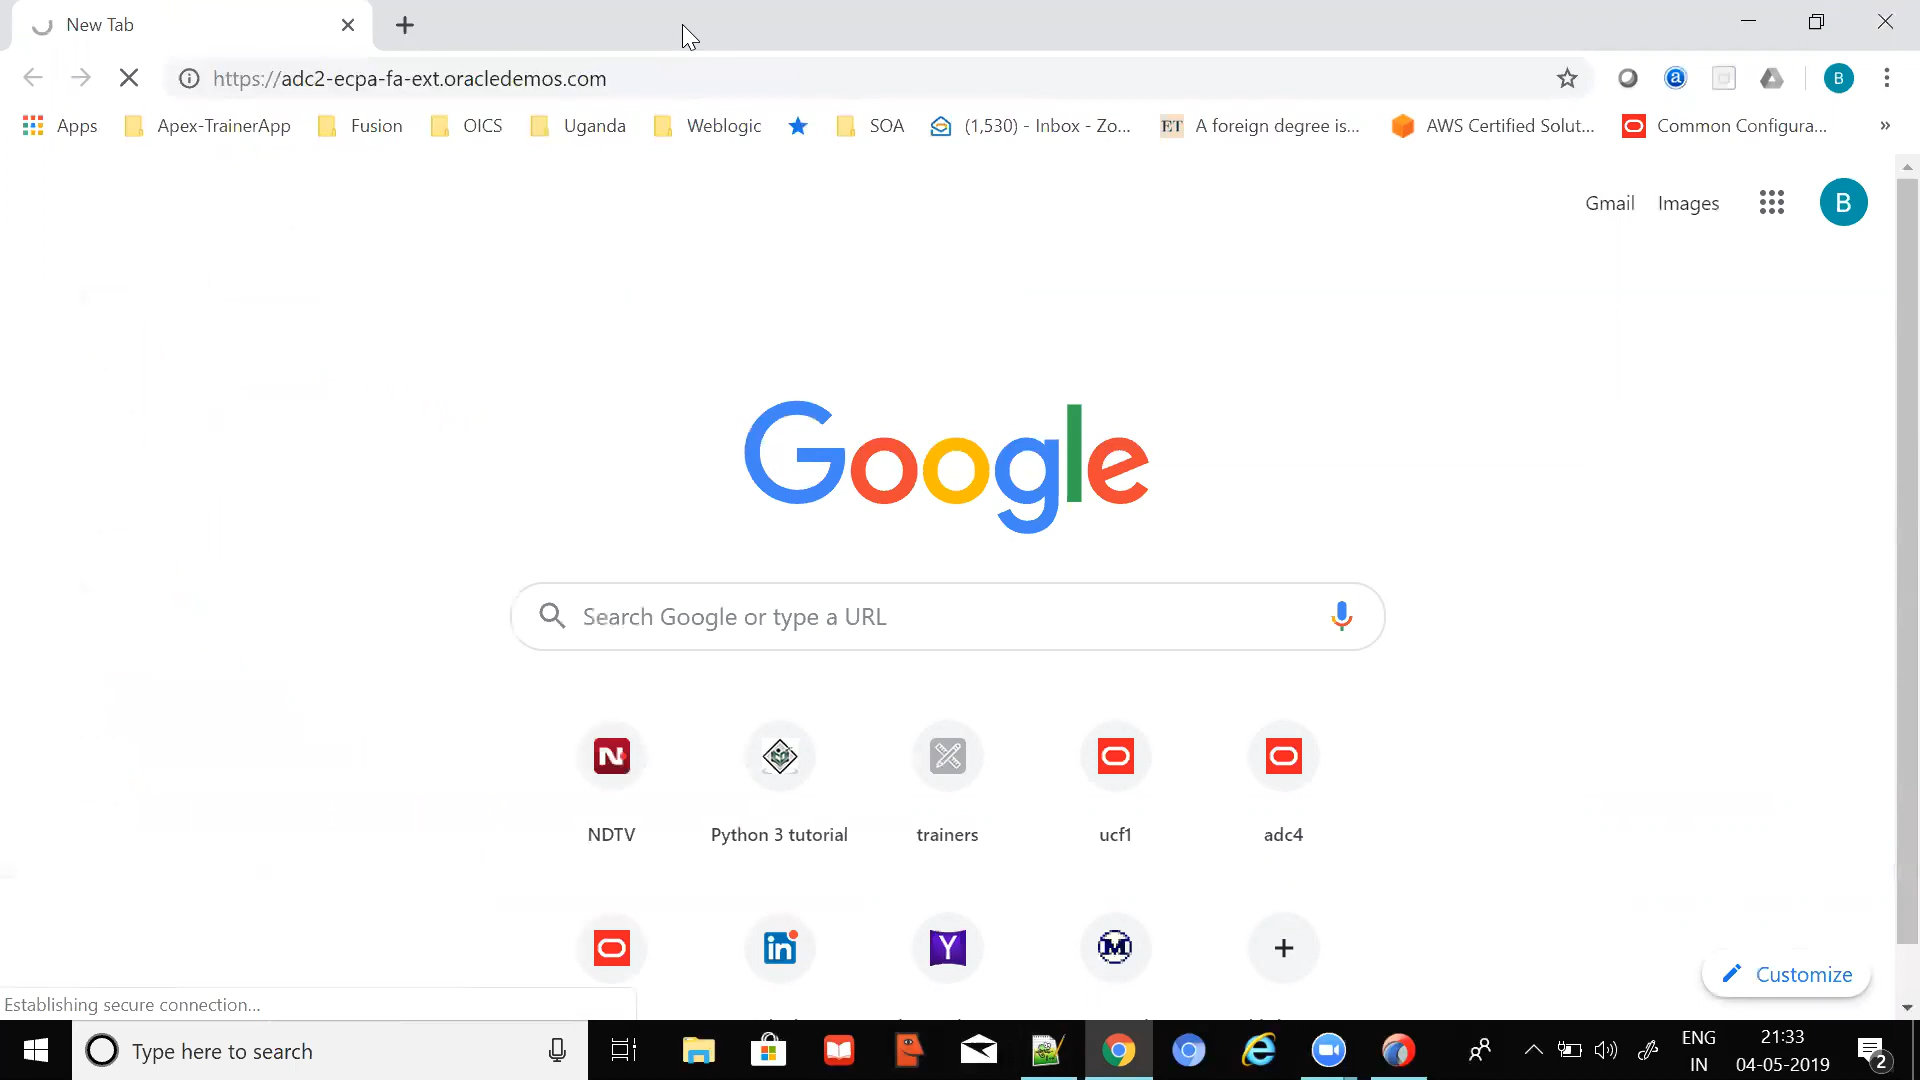 New Tab
https://adc2-ecpa-fa-ext.oracledemos.com
B
Apps
Apex-TrainerApp
Fusion
OICS
Uganda
Weblogic
SOA
(1,530) - Inbox - Zo...
ET A foreign degree is...
AWS Certified Solut...
Common Configura...
»
Gmail Images
B
Google
Search Google or type a URL
NDTV
Python 3 tutorial
trainers
ucf1
adc4
Customize
Establishing secure connection...
Type here to search
ENG
IN
21:33
04-05-2019
2